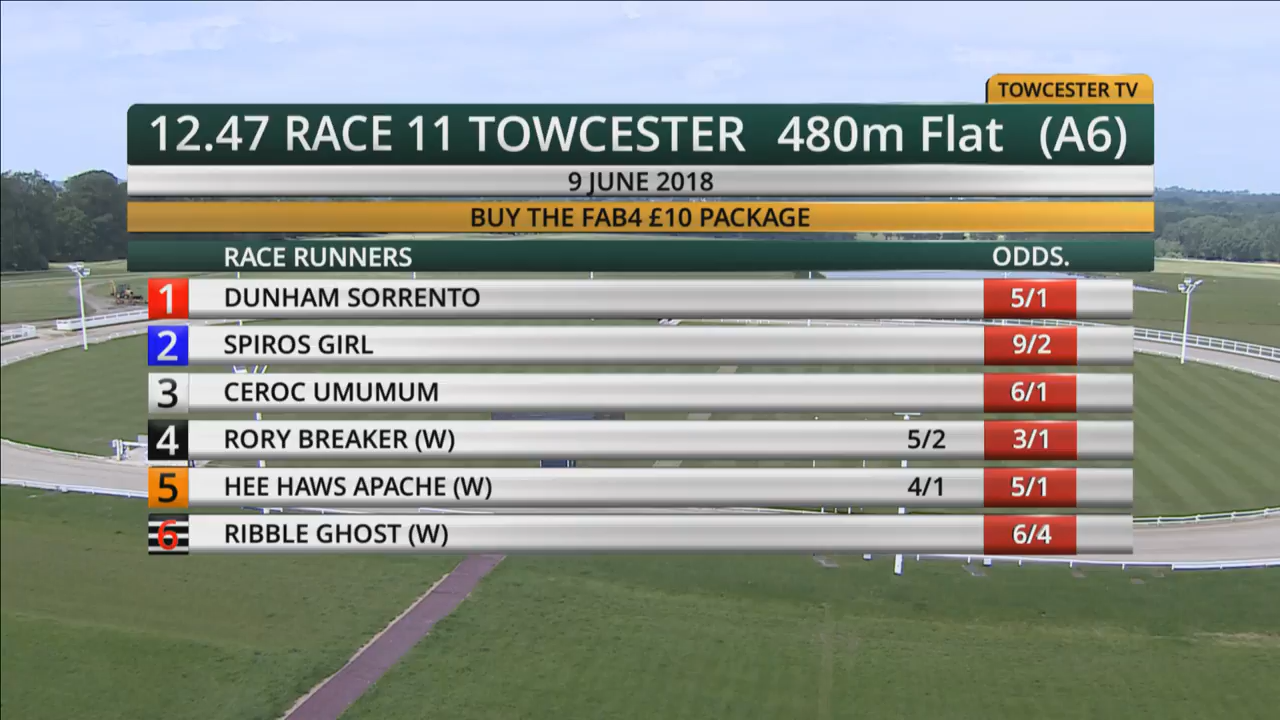 TOWCESTER TV
12.47 RACE 11 TOWCESTER 480m Flat (A6)
9 JUNE 2018
BUY THE FAB4 £10 PACKAGE
RACE RUNNERS ODDS.
1 DUNHAM SORRENTO 5/1
2 SPIROS GIRL 9/2
3 CEROC UMUMUM 6/1
4 RORY BREAKER (W) 5/2 3/1
5 HEE HAWS APACHE (W) 4/1 5/1
6 RIBBLE GHOST (W) 6/4